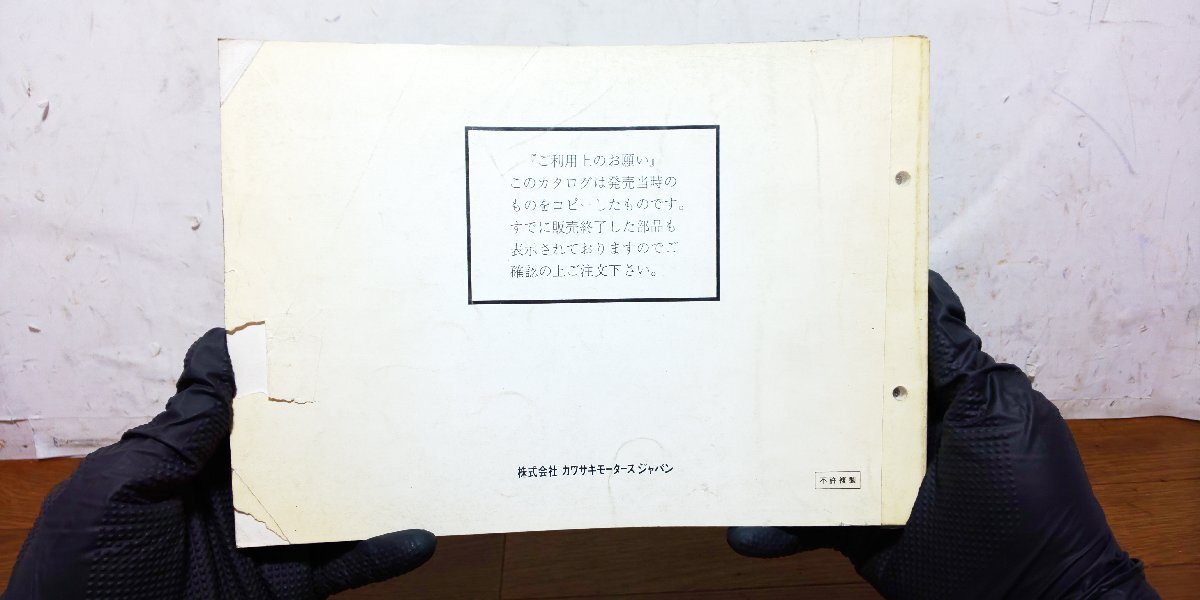 『ご利用上のお願い』
このカタログは発売当時の
ものをコピーしたものです。
すでに販売終了した部品も
表示されておりますのでご
確認の上ご注文下さい。
株式会社 カワサキモータース ジャパン
不許複製